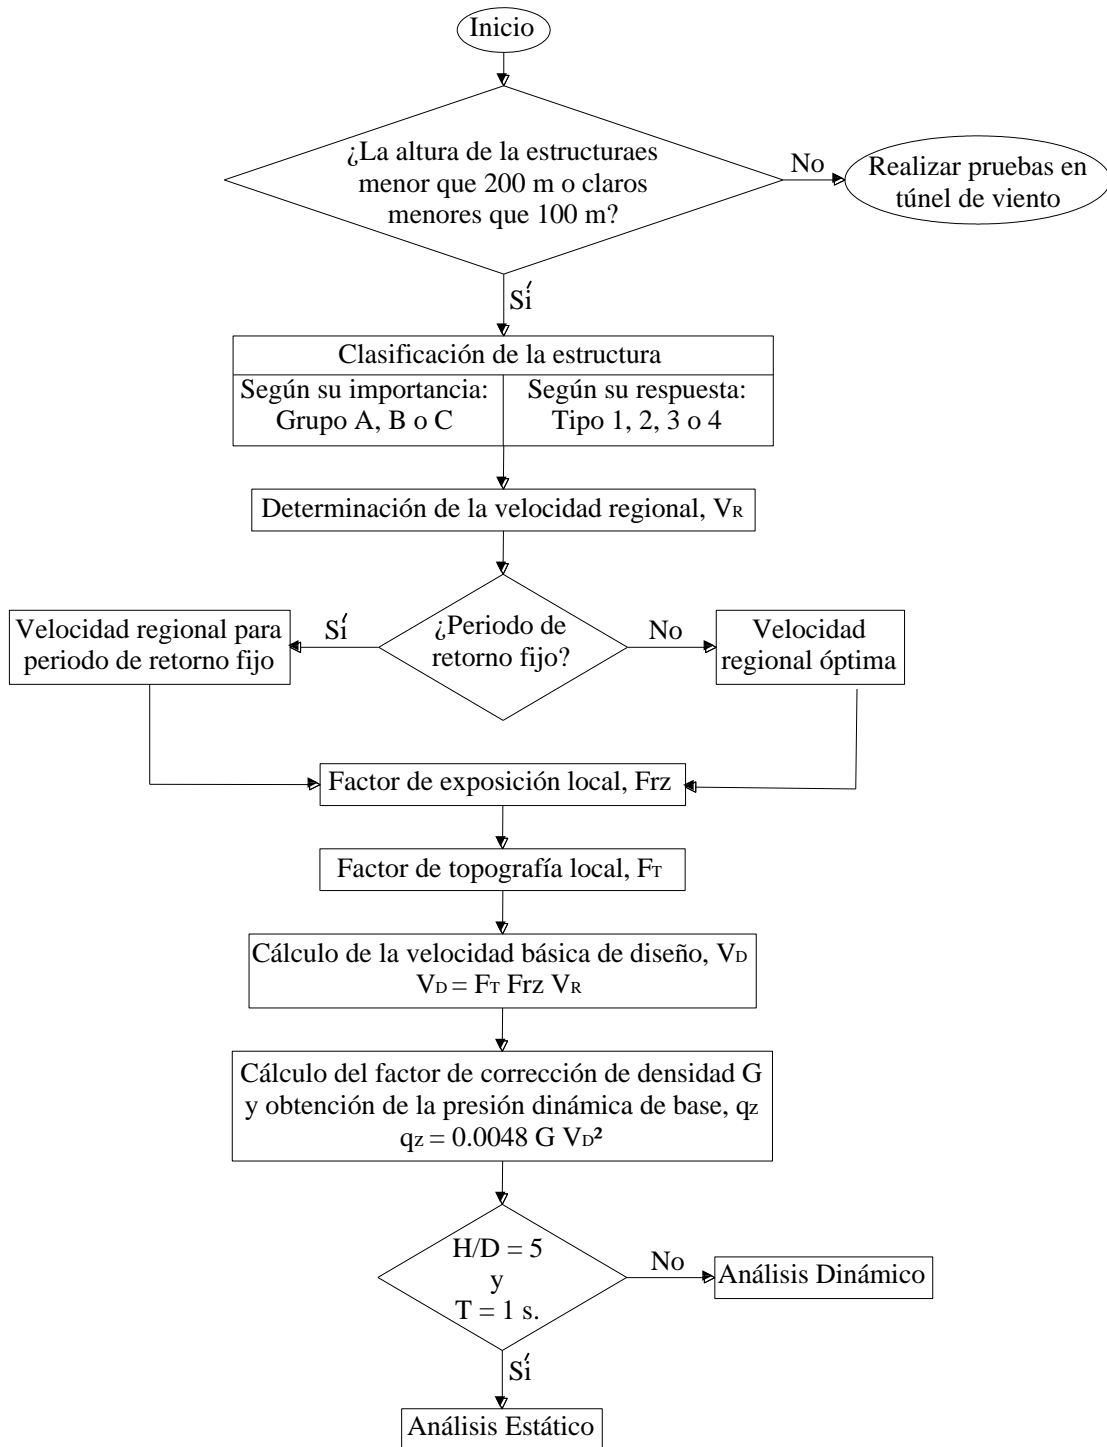 Inicio
¿La altura de la estructuraes
menor que 200 m o claros
menores que 100 m?
No
Realizar pruebas en
túnel de viento
Sí
Clasificación de la estructura
Según su importancia:
Grupo A, B o C
Según su respuesta:
Tipo 1, 2, 3 o 4
Determinación de la velocidad regional, VR
Velocidad regional para
periodo de retorno fijo
Sí
¿Periodo de
retorno fijo?
No
Velocidad
regional óptima
Factor de exposición local, Frz
Factor de topografía local, FT
Cálculo de la velocidad básica de diseño, VD
VD = FT Frz VR
Cálculo del factor de corrección de densidad G
y obtención de la presión dinámica de base, qz
qz = 0.0048 G VD²
H/D = 5
y
T = 1 s.
No
Análisis Dinámico
Sí
Análisis Estático